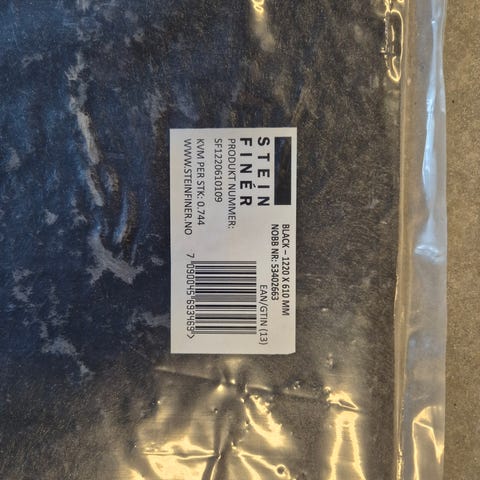 STEIN
FINÉR
BLACK – 1220 X 610 MM
NOBB NR: 53402663
PRODUKT NUMMER:
SF1220610109
KVM PER STK: 0.744
WWW.STEINFINER.NO
EAN/GTIN (13)
7 090045 693463>